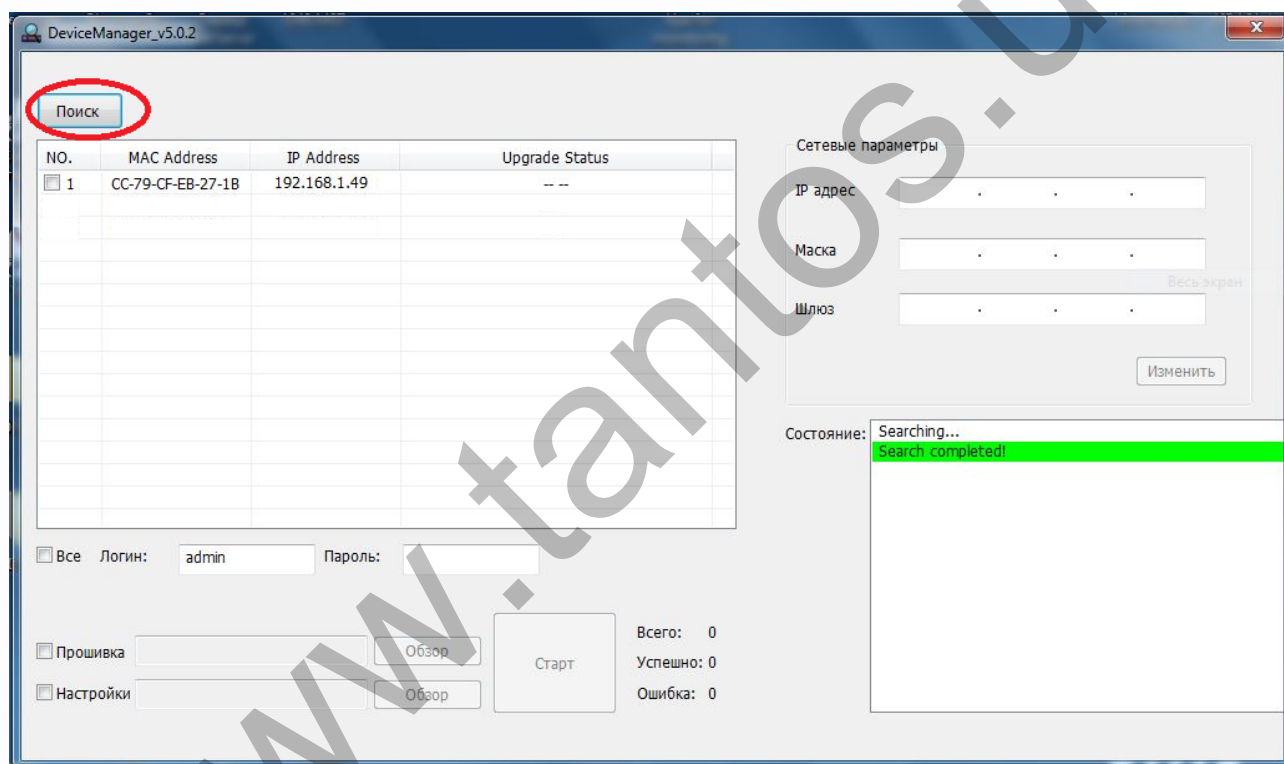 DeviceManager_v5.0.2
Поиск
NO. MAC Address IP Address Upgrade Status
1 CC-79-CF-EB-27-1B 192.168.1.49 -- --
Сетевые параметры
IP адрес . . .
Маска . . .
Весь экран
Шлюз . . .
Изменить
Состояние: Searching...
Search completed!
Все Логин: admin Пароль:
Прошивка Обзор
Настройки Обзор
Старт
Всего: 0
Успешно: 0
Ошибка: 0
www.tantos.u